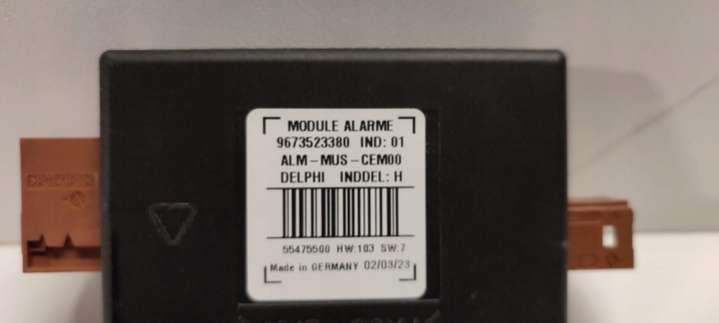 MODULE ALARME
9673523380 IND: 01
ALM-MUS-CEM00
DELPHI INDDEL: H
55475500 HW:103 SW:7
Made in GERMANY 02/03/23